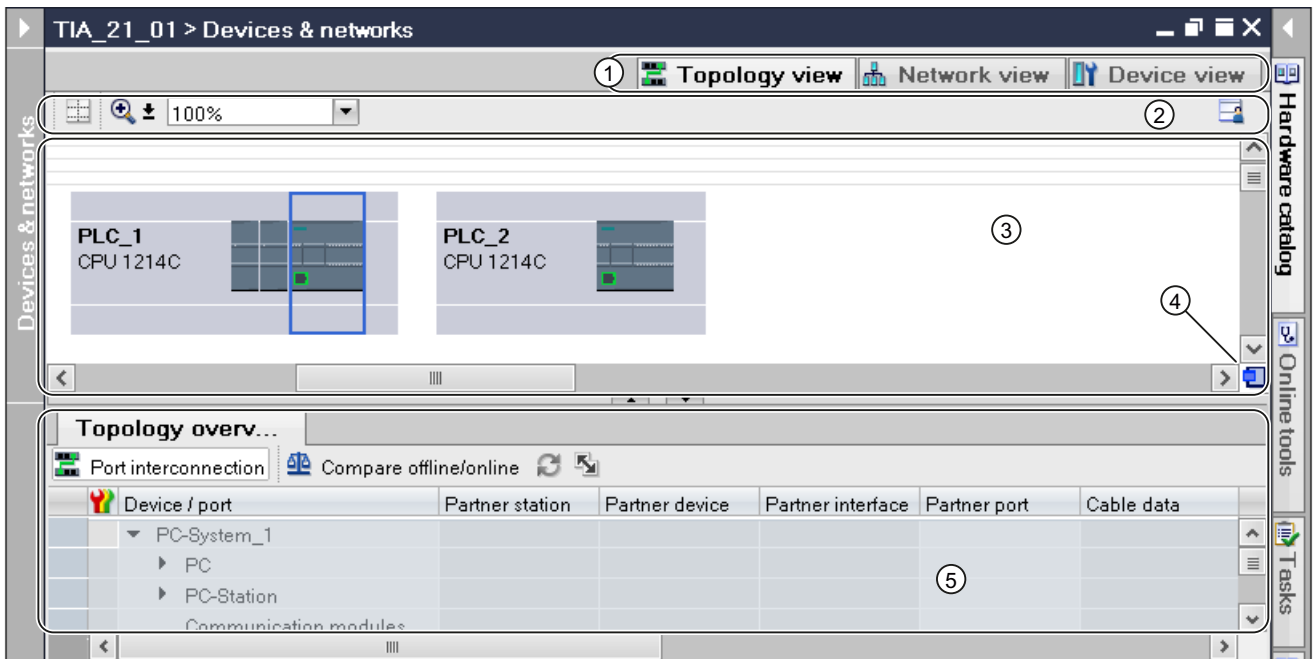 TIA_21_01 > Devices & networks
1
Topology view
Network view
Device view
100%
2
Devices & networks
PLC_1
CPU 1214C
PLC_2
CPU 1214C
3
4
Hardware catalog
Online tools
Tasks
Topology overv...
Port interconnection
Compare offline/online
Device / port
Partner station
Partner device
Partner interface
Partner port
Cable data
PC-System_1
PC
PC-Station
Communication modules
5